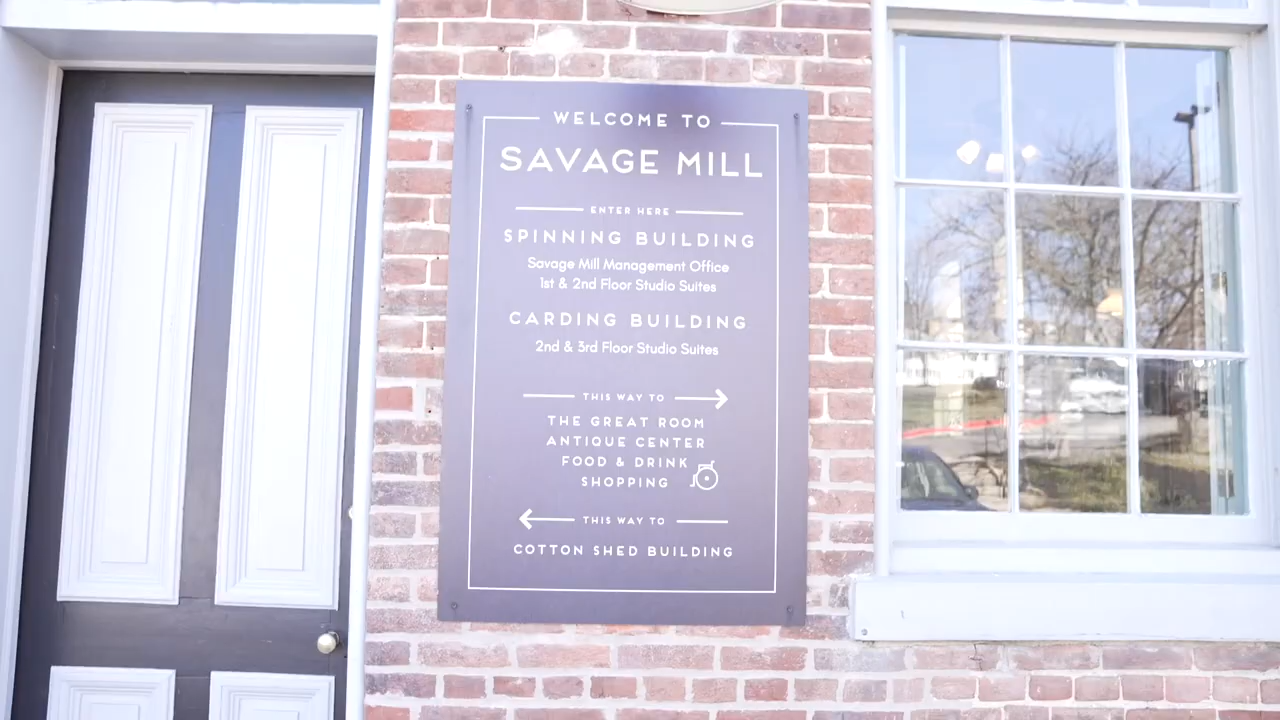 WELCOME TO
SAVAGE MILL
ENTER HERE
SPINNING BUILDING
Savage Mill Management Office
1st & 2nd Floor Studio Suites
CARDING BUILDING
2nd & 3rd Floor Studio Suites
THIS WAY TO
THE GREAT ROOM
ANTIQUE CENTER
FOOD & DRINK
SHOPPING
THIS WAY TO
COTTON SHED BUILDING